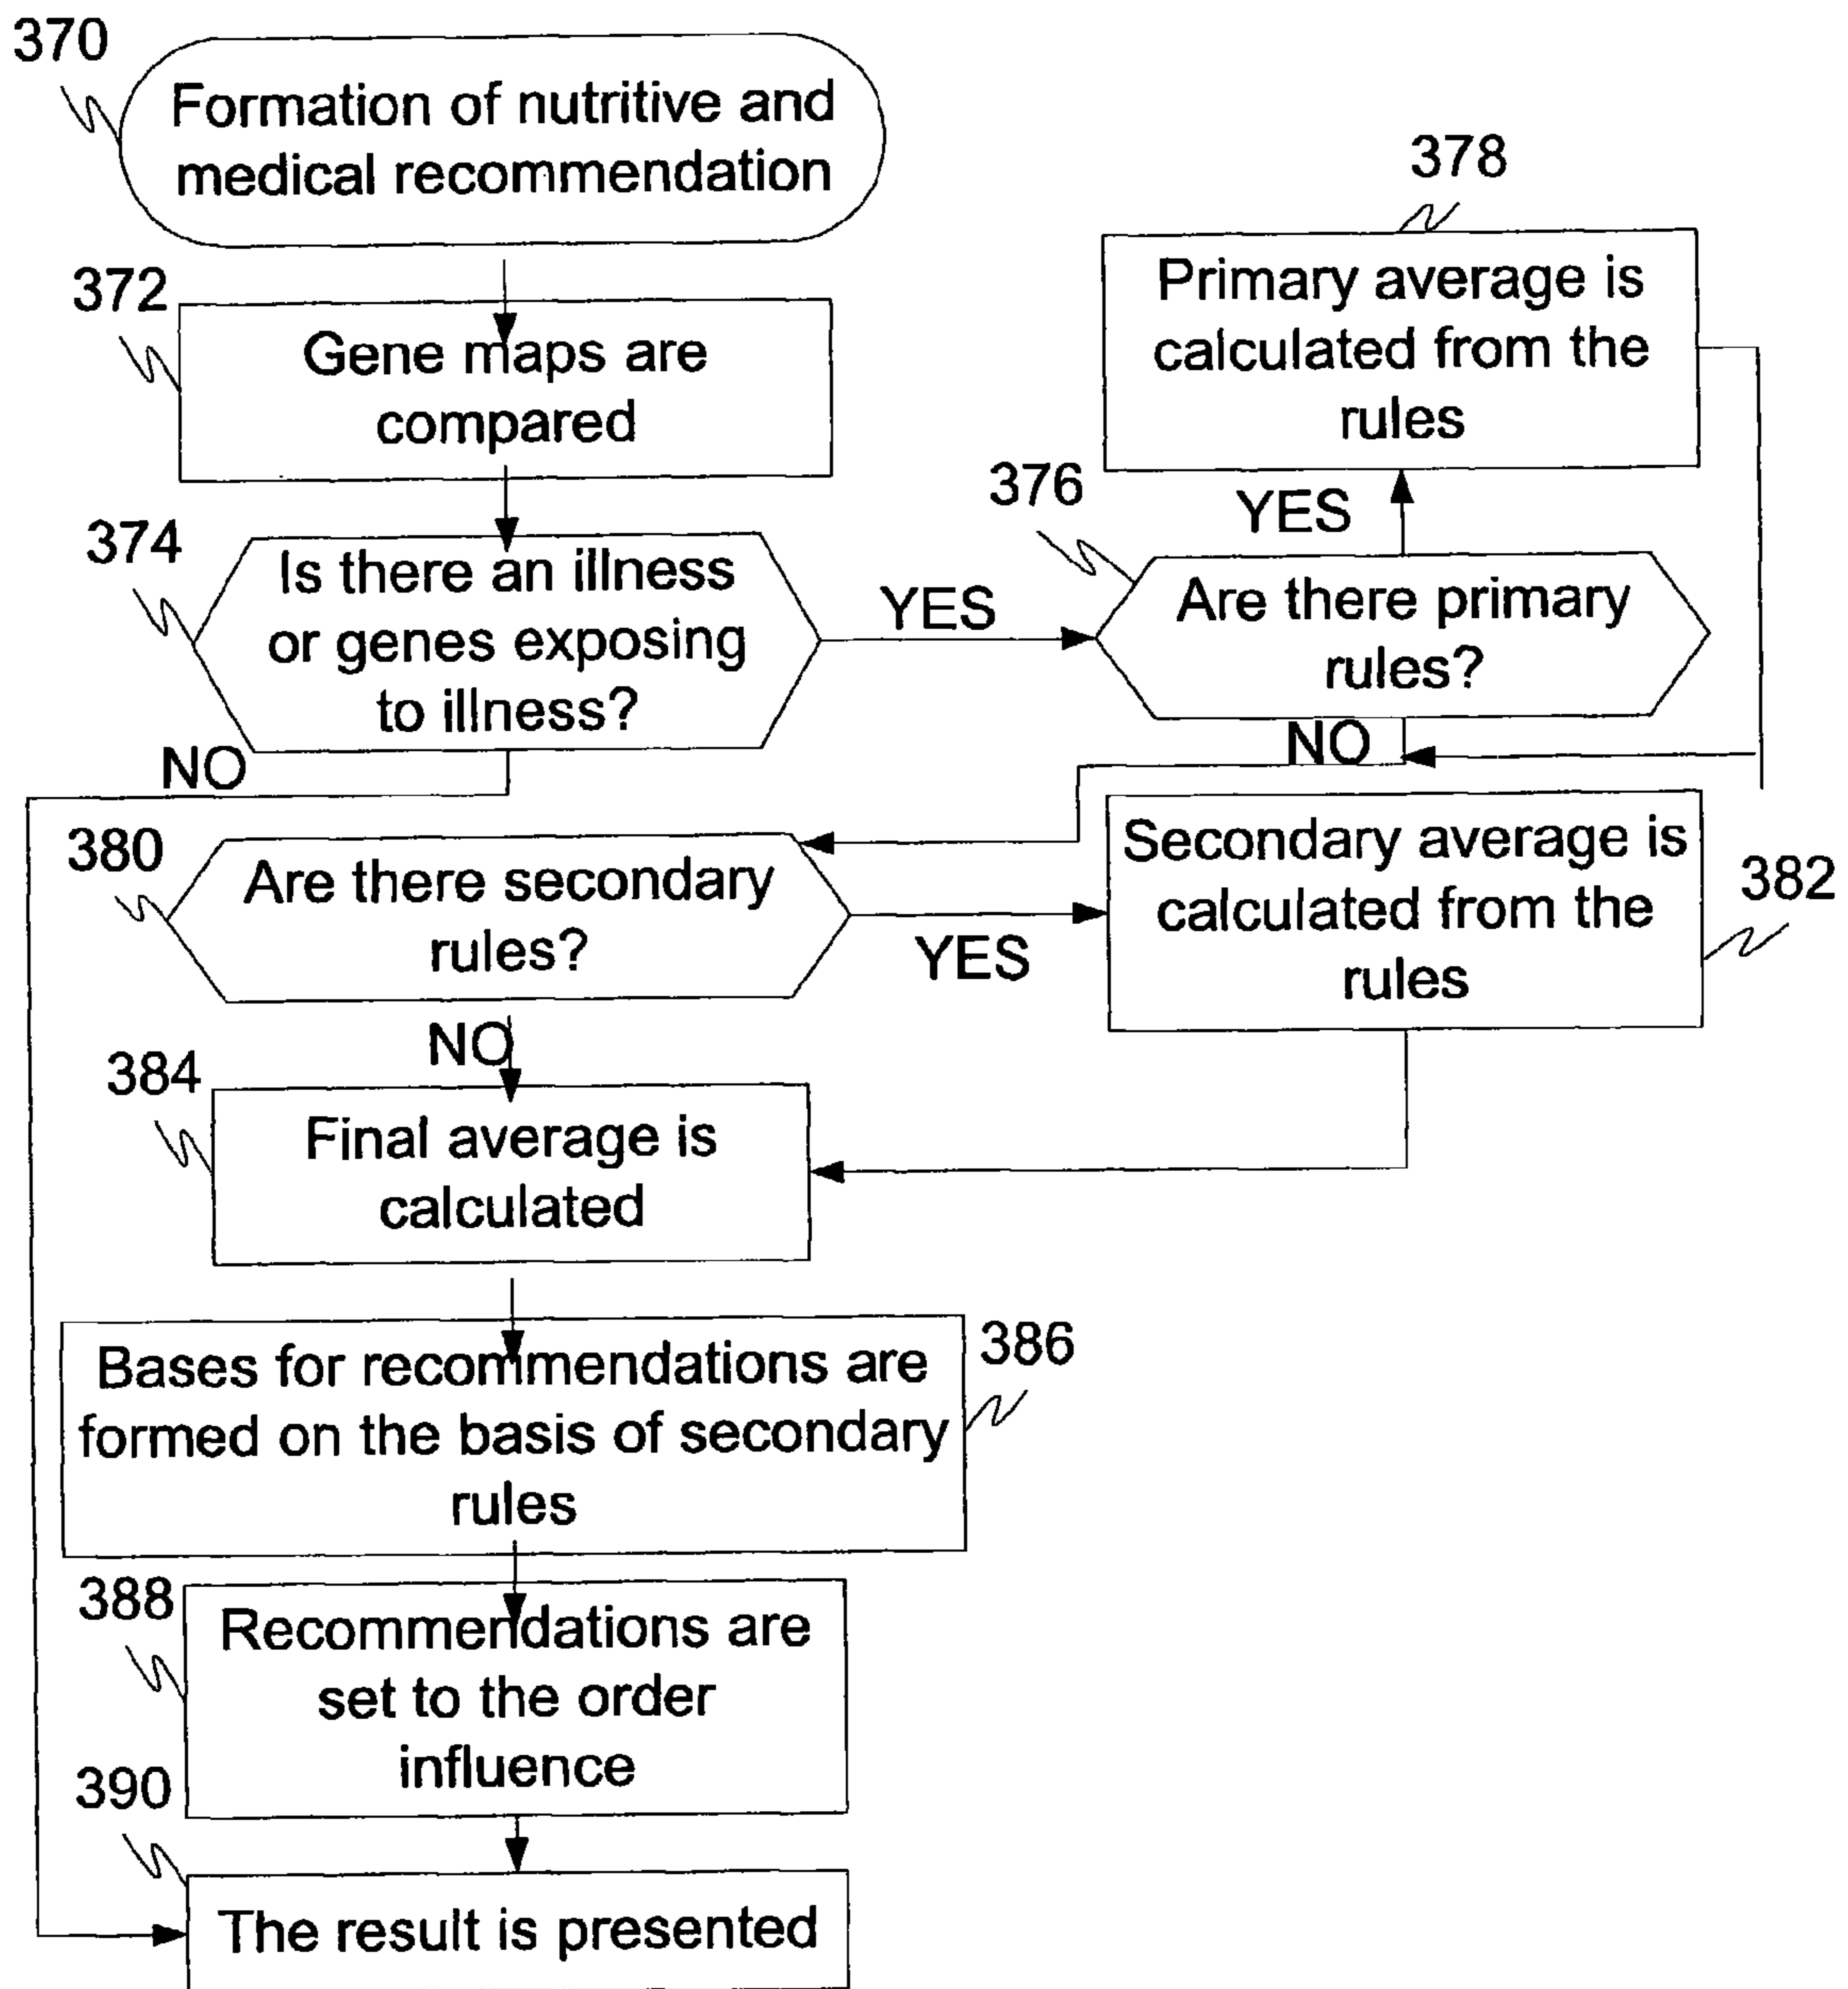 370
Formation of nutritive and
medical recommendation
372
Gene maps are
compared
374
Is there an illness
or genes exposing
to illness?
YES
NO
376
Are there primary
rules?
YES
NO
378
Primary average is
calculated from the
rules
380
Are there secondary
rules?
YES
NO
382
Secondary average is
calculated from the
rules
384
Final average is
calculated
386
Bases for recommendations are
formed on the basis of secondary
rules
388
Recommendations are
set to the order
influence
390
The result is presented